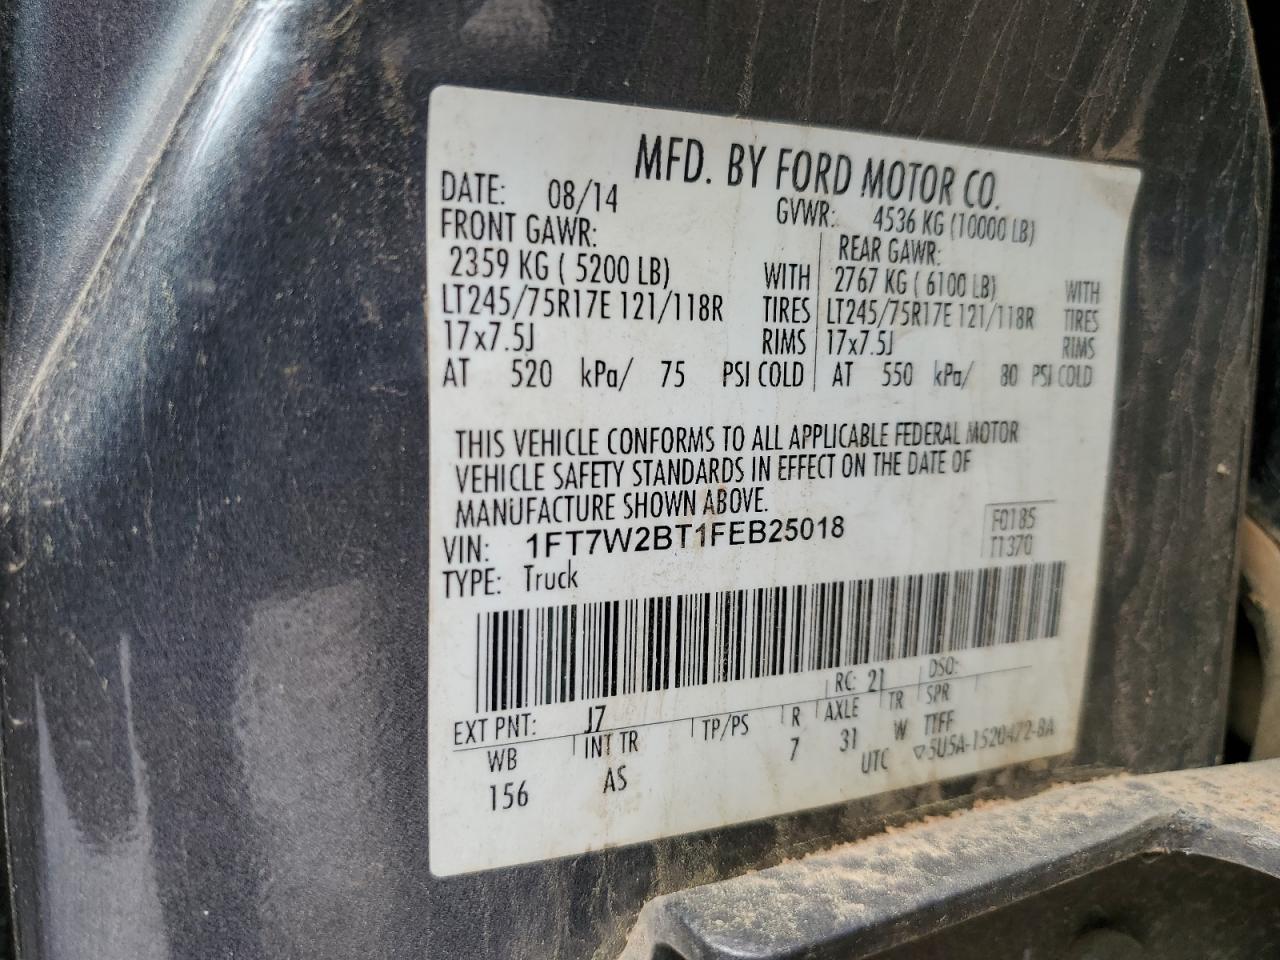 MFD. BY FORD MOTOR CO.
DATE: 08/14 GVWR: 4536 KG (10000 LB)
FRONT GAWR: REAR GAWR:
2359 KG ( 5200 LB) WITH 2767 KG ( 6100 LB) WITH
LT245/75R17E 121/118R TIRES LT245/75R17E 121/118R TIRES
17x7.5J RIMS 17x7.5J RIMS
AT 520 kPa/ 75 PSI COLD AT 550 kPa/ 80 PSI COLD
THIS VEHICLE CONFORMS TO ALL APPLICABLE FEDERAL MOTOR
VEHICLE SAFETY STANDARDS IN EFFECT ON THE DATE OF
MANUFACTURE SHOWN ABOVE.
VIN: 1FT7W2BT1FEB25018 F0185
TYPE: Truck T1370
EXT PNT: J7 RC: 21 DSO:
WB INT TR TP/PS R AXLE TR SPR
156 AS 7 31 W TTFF
UTC ▽5U5A-1520472-BA